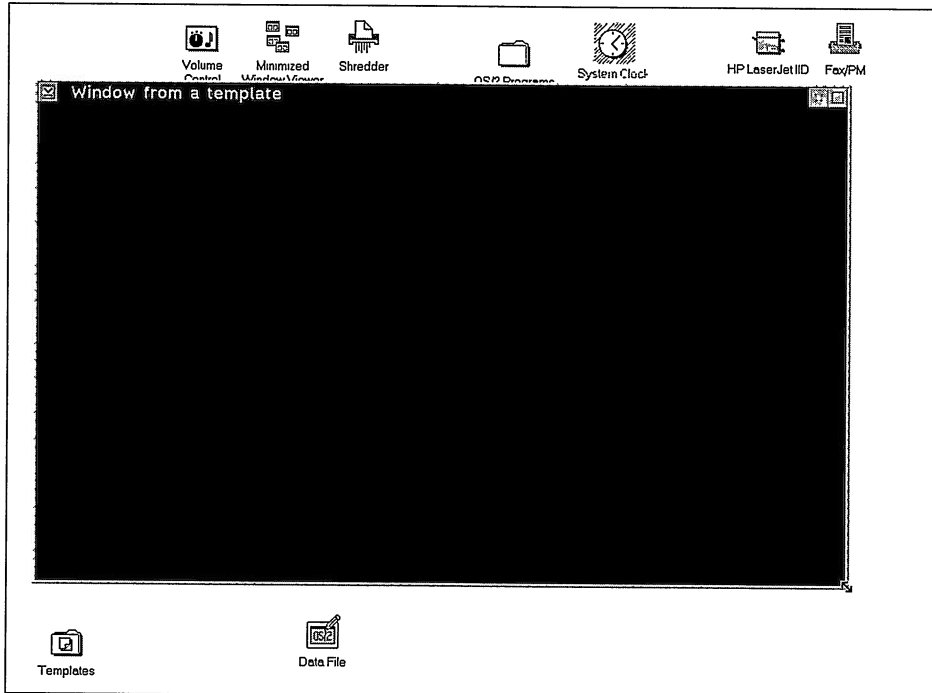 Volume
Control
Minimized
Window Viewer
Shredder
OS/2 Programs
System Clock
HP LaserJet IID
Fax/PM
Window from a template
OS/2
Templates
Data File